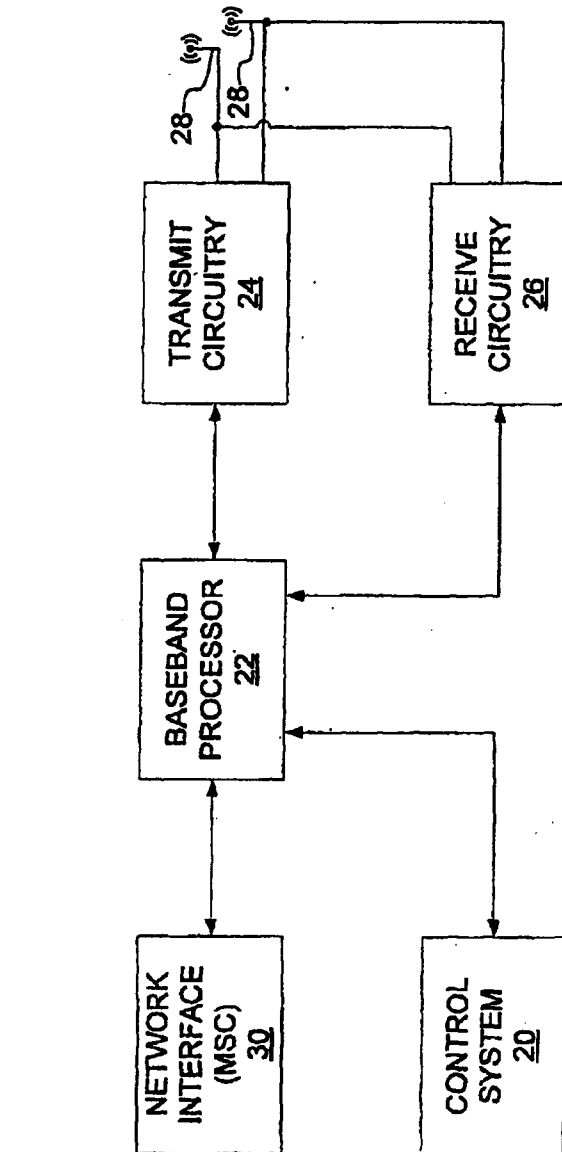 28
28
TRANSMIT
CIRCUITRY
24
RECEIVE
CIRCUITRY
26
BASEBAND
PROCESSOR
22
NETWORK
INTERFACE
(MSC)
30
CONTROL
SYSTEM
20